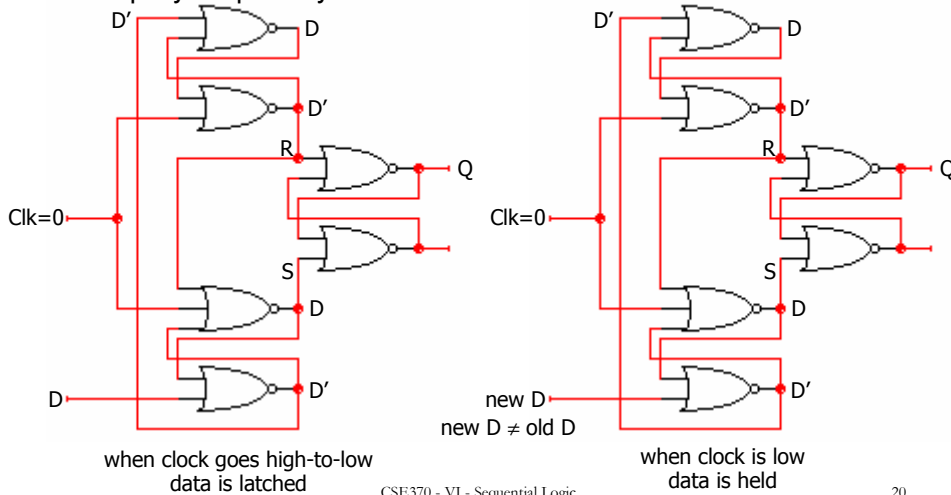 D′ D D′ D
D′ D′
R R
Q Q
Clk=0 Clk=0
S S
D D
D′ D′
D new D
new D ≠ old D
when clock goes high-to-low
data is latched
when clock is low
data is held
CSE370 - VI - Sequential Logic 20